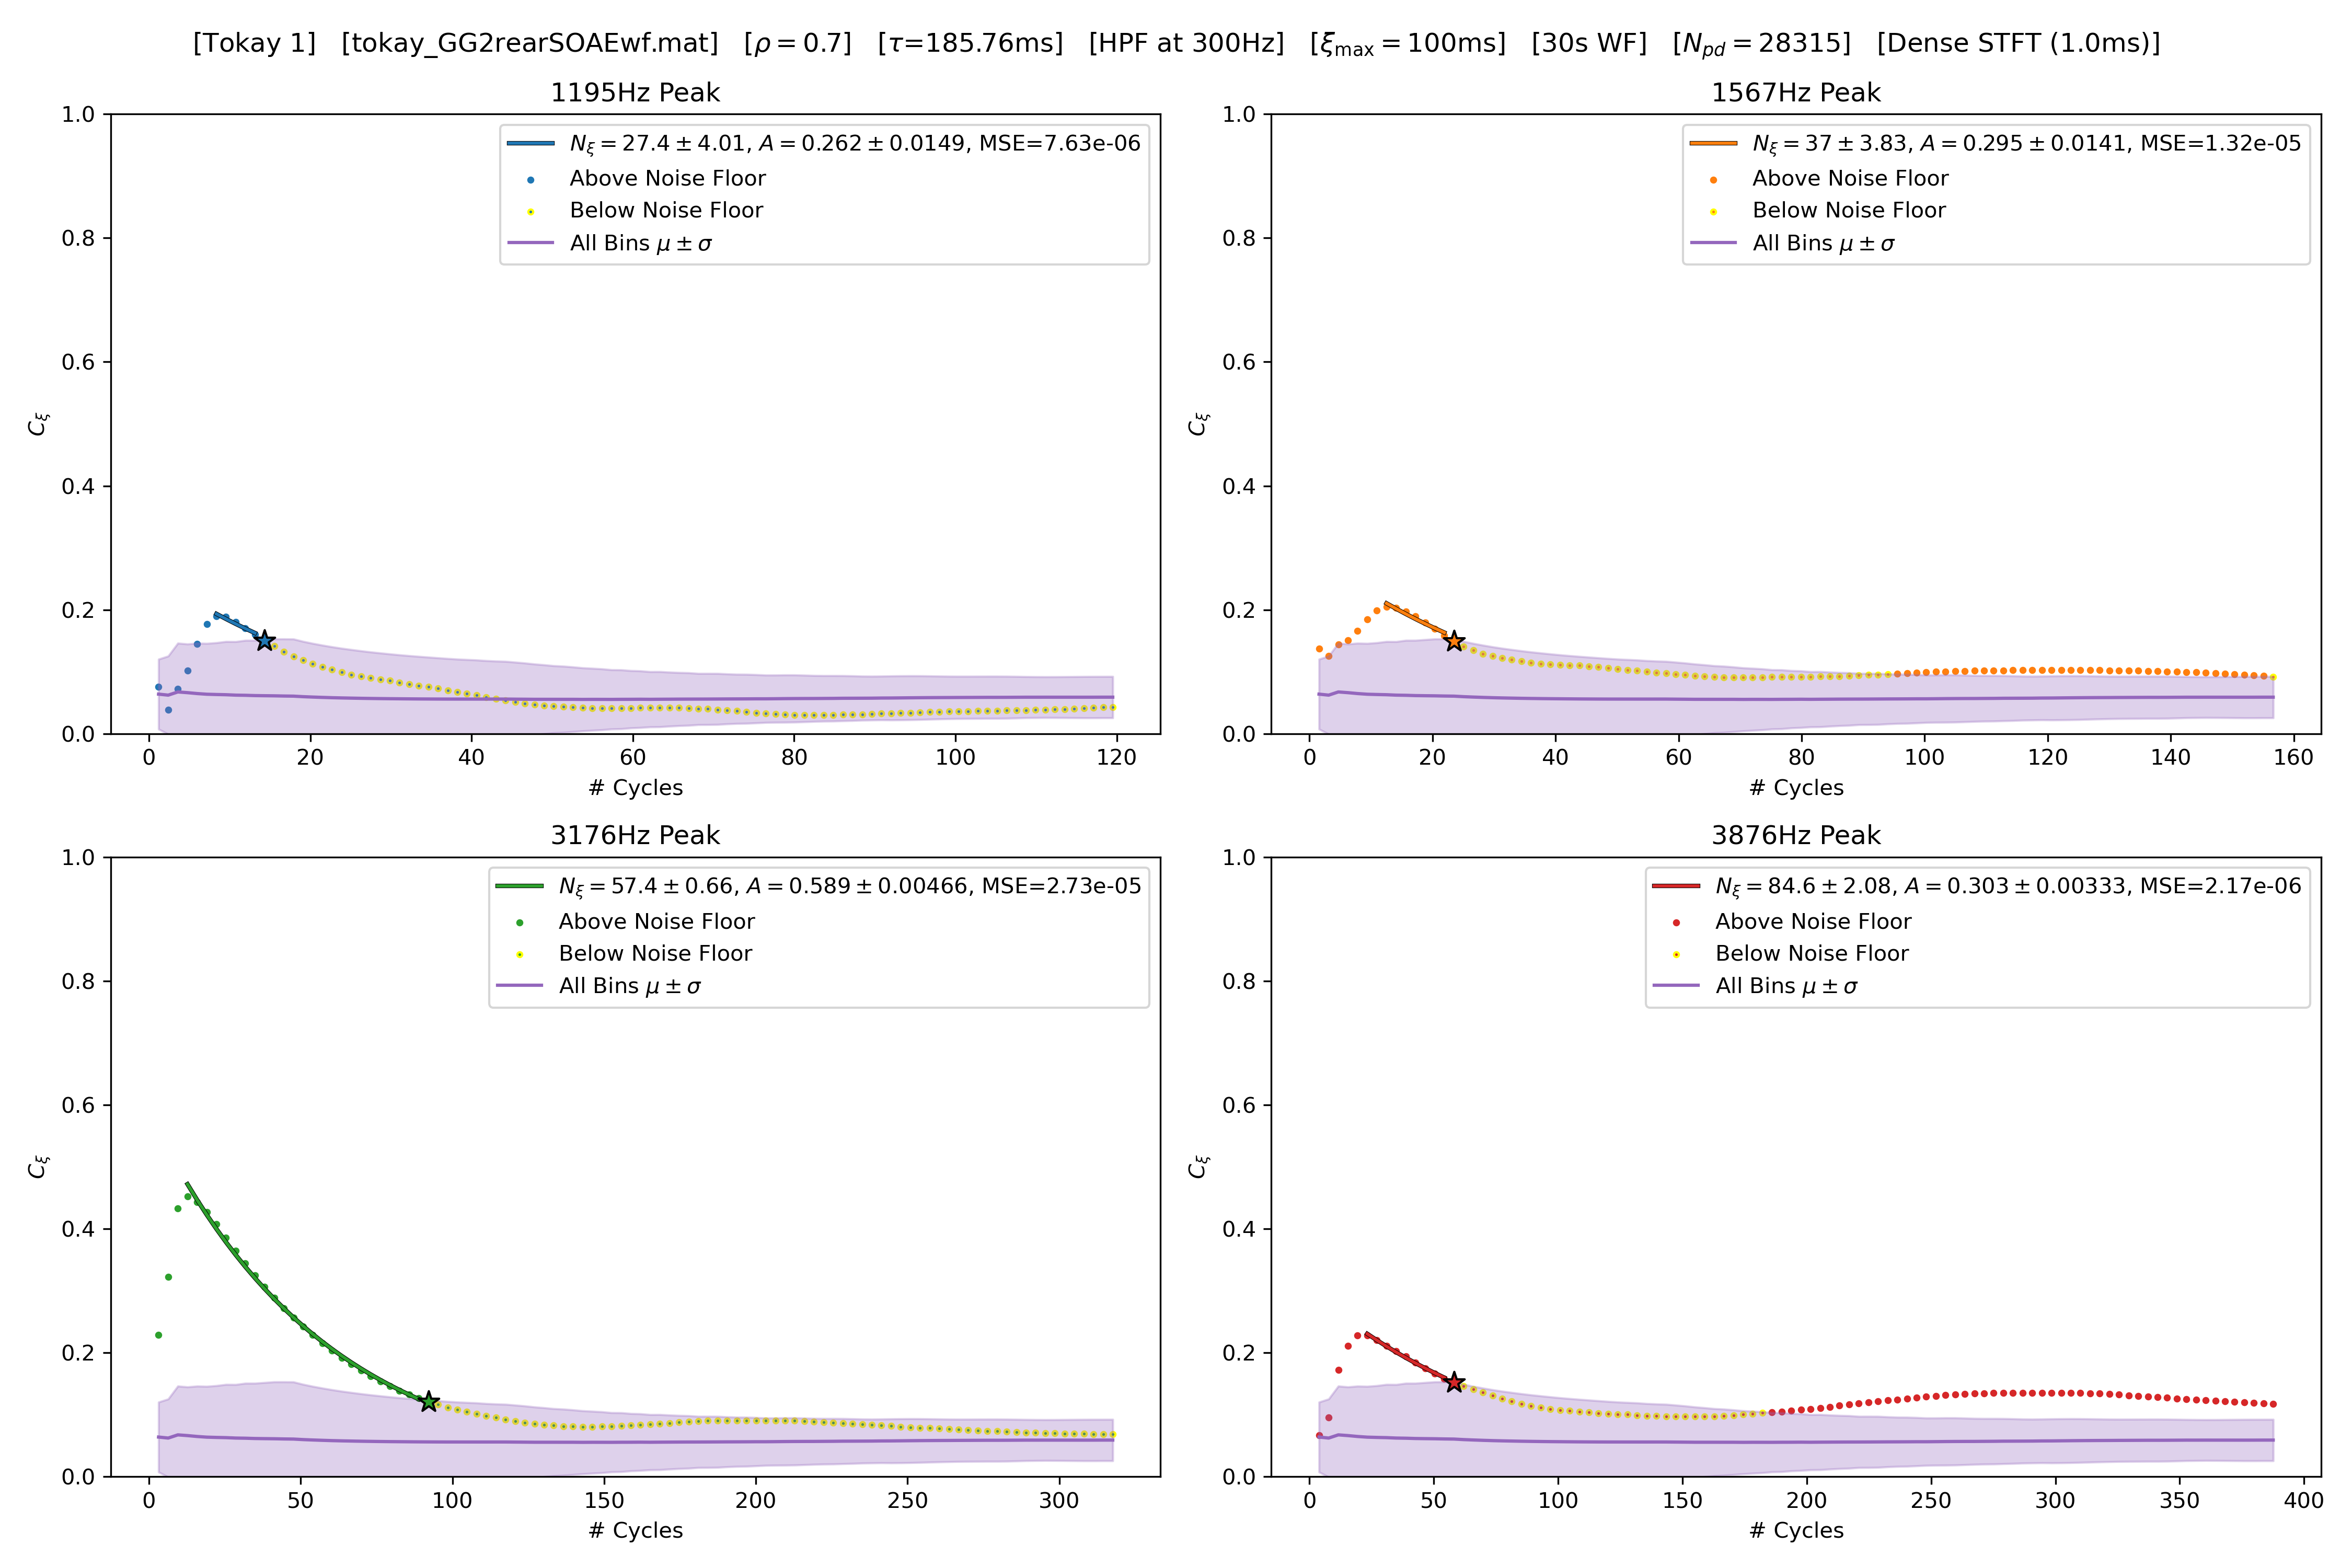 [Tokay 1] [tokay_GG2rearSOAEwf.mat] [ρ = 0.7] [τ=185.76ms] [HPF at 300Hz] [ξmax = 100ms] [30s WF] [Npd = 28315] [Dense STFT (1.0ms)]
1195Hz Peak
Nξ = 27.4 ± 4.01, A = 0.262 ± 0.0149, MSE=7.63e-06
Above Noise Floor
Below Noise Floor
All Bins μ ± σ
1.0
0.8
0.6
0.4
0.2
0.0
Cξ
0 20 40 60 80 100 120
# Cycles
1567Hz Peak
Nξ = 37 ± 3.83, A = 0.295 ± 0.0141, MSE=1.32e-05
Above Noise Floor
Below Noise Floor
All Bins μ ± σ
1.0
0.8
0.6
0.4
0.2
0.0
Cξ
0 20 40 60 80 100 120 140 160
# Cycles
3176Hz Peak
Nξ = 57.4 ± 0.66, A = 0.589 ± 0.00466, MSE=2.73e-05
Above Noise Floor
Below Noise Floor
All Bins μ ± σ
1.0
0.8
0.6
0.4
0.2
0.0
Cξ
0 50 100 150 200 250 300
# Cycles
3876Hz Peak
Nξ = 84.6 ± 2.08, A = 0.303 ± 0.00333, MSE=2.17e-06
Above Noise Floor
Below Noise Floor
All Bins μ ± σ
1.0
0.8
0.6
0.4
0.2
0.0
Cξ
0 50 100 150 200 250 300 350 400
# Cycles